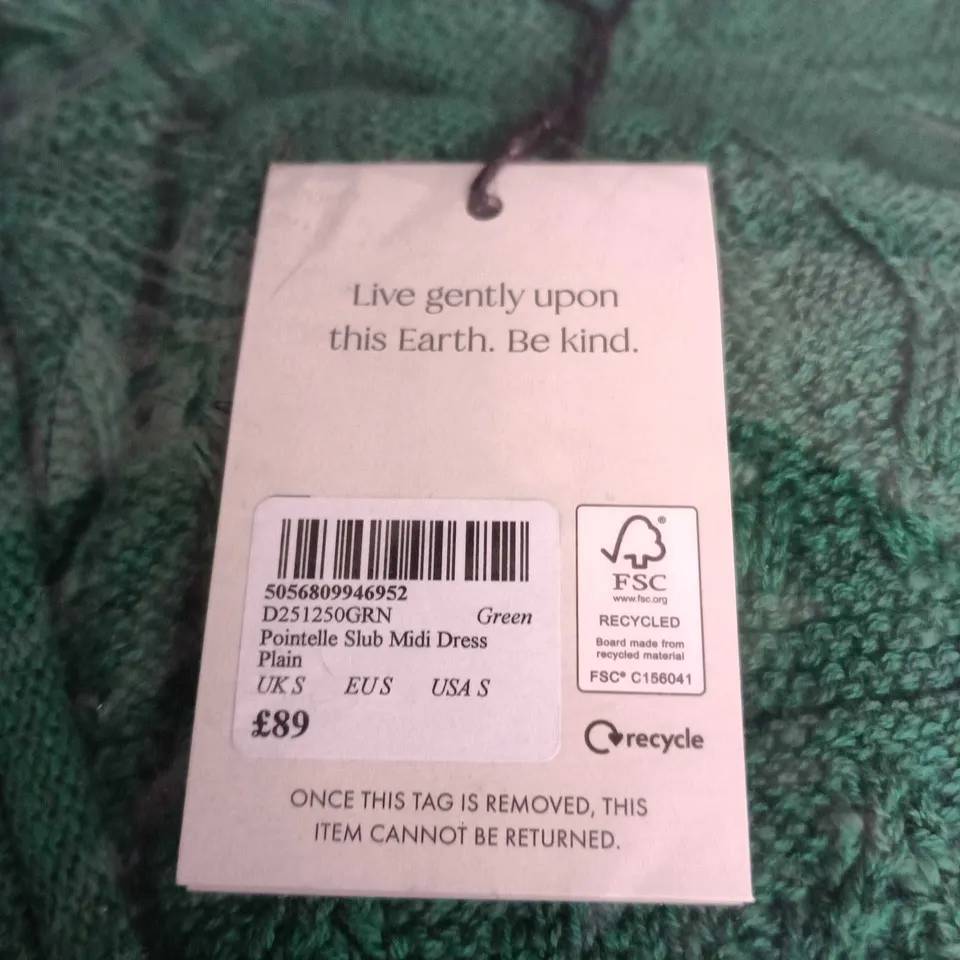 Live gently upon
this Earth. Be kind.
5056809946952
D251250GRN Green
Pointelle Slub Midi Dress
Plain
UK S EU S USA S
£89
®
FSC
www.fsc.org
RECYCLED
Board made from
recycled material
FSC® C156041
recycle
ONCE THIS TAG IS REMOVED, THIS
ITEM CANNOT BE RETURNED.